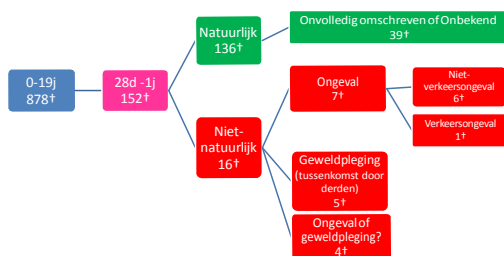 0-19j
878†
28d -1j
152†
Natuurlijk
136†
Onvolledig omschreven of Onbekend
39†
Niet-
natuurlijk
16†
Ongeval
7†
Niet-
verkeersongeval
6†
Verkeersongeval
1†
Geweldpleging
(tussenkomst door
derden)
5†
Ongeval of
geweldpleging?
4†